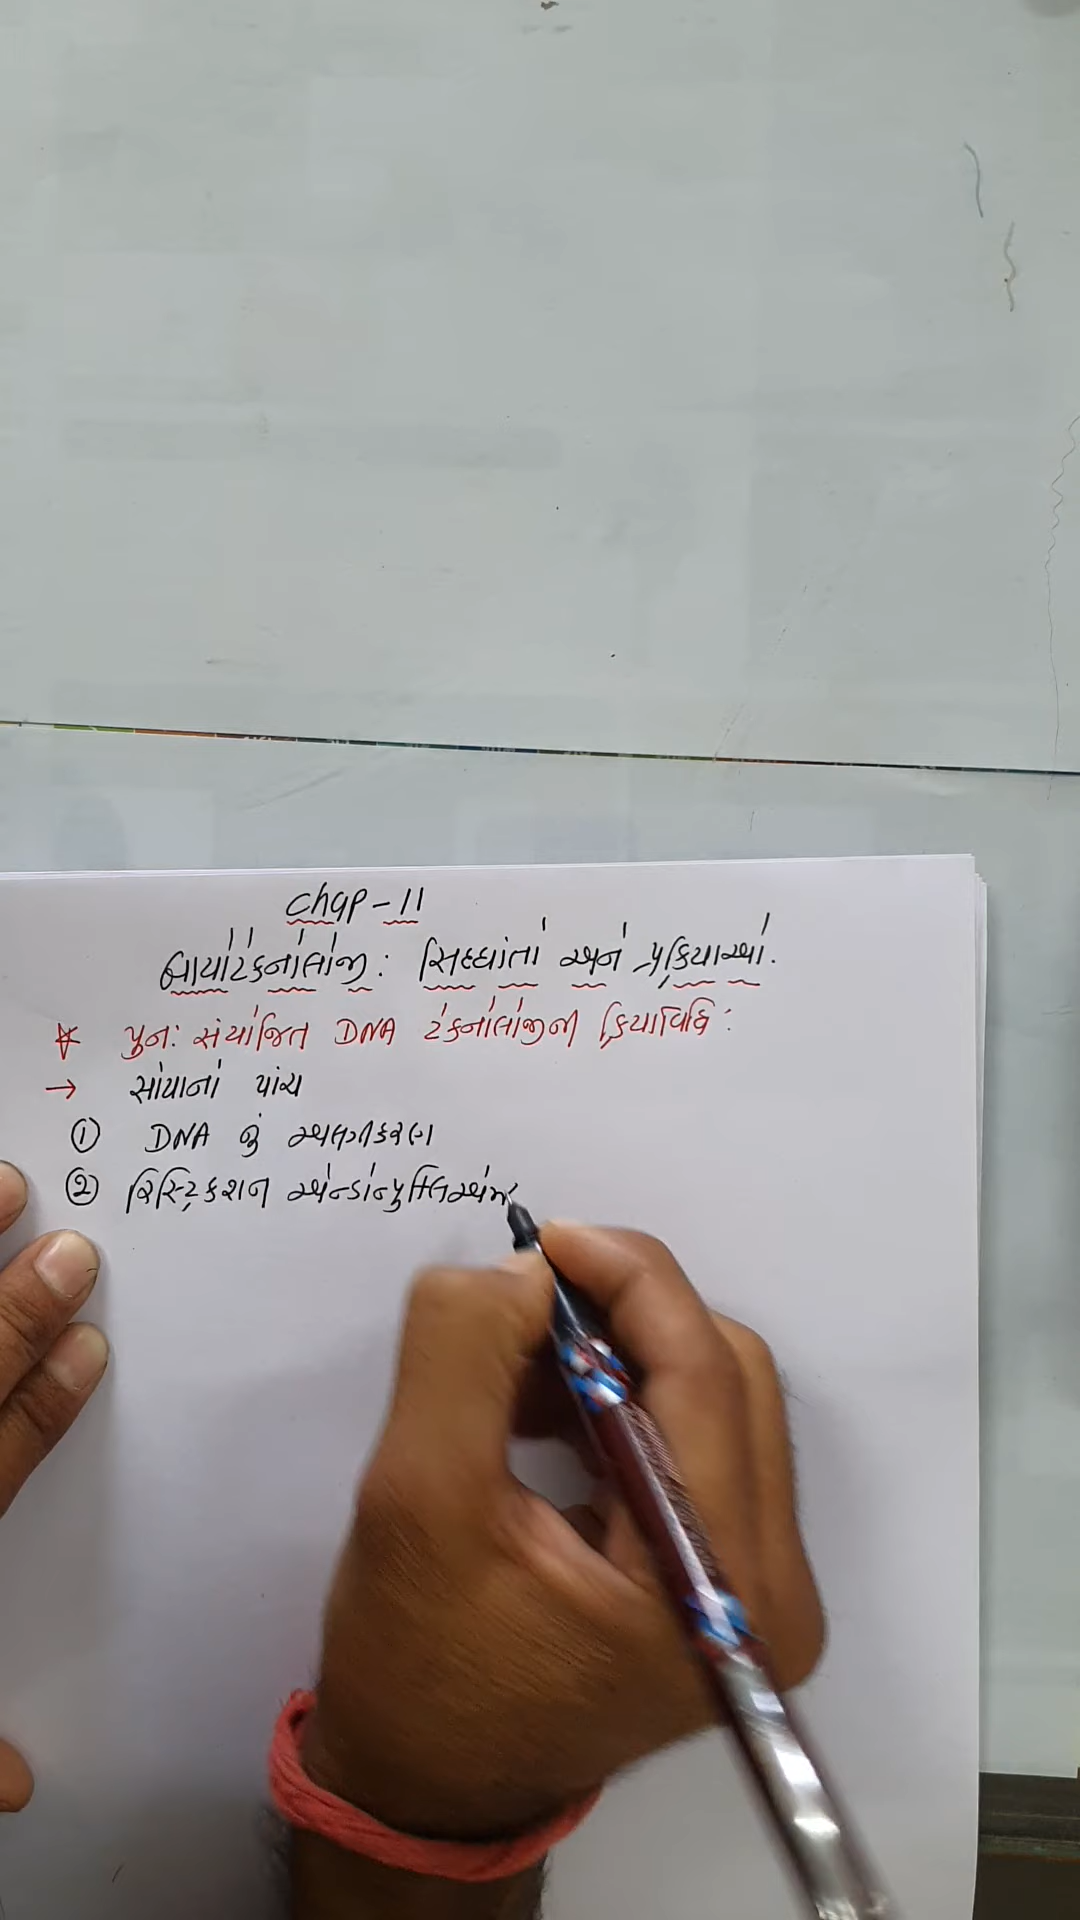 Chap-11
બાયોટેકનોલોજી: સિદ્ધાંતો અને પ્રક્રિયાઓ.
* પુનઃ સંયોજિત DNA ટેકનોલોજીની ક્રિયાવિધિ:
→ સોપાનો પાંચ
① DNA નું અલગીકરણ
② રિસ્ટ્રિક્શન એન્ડોન્યુક્લિએઝ